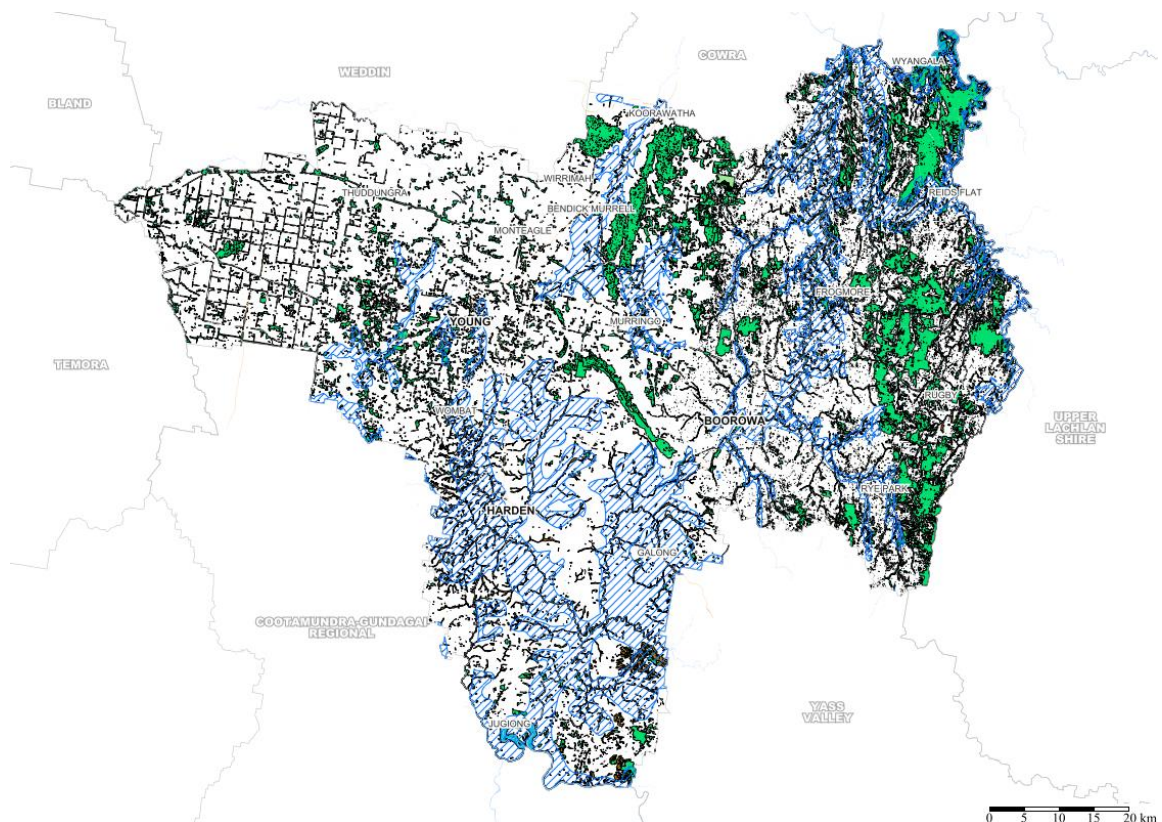 WYANGALA
COWRA
WEDDIN
BLAND
KOORAWATHA
WIRRIMAH
THUDDUNGRA
REIDS FLAT
BENDICK MURRELL
MONTEAGLE
FROGMORE
YOUNG
MURRINGO
TEMORA
RUGBY
WOMBAT
BOOROWA
UPPER
LACHLAN
SHIRE
RYE PARK
HARDEN
GALONG
COOTAMUNDRA-GUNDAGAI
REGIONAL
YASS
VALLEY
JUGIONG
0 5 10 15 20 km